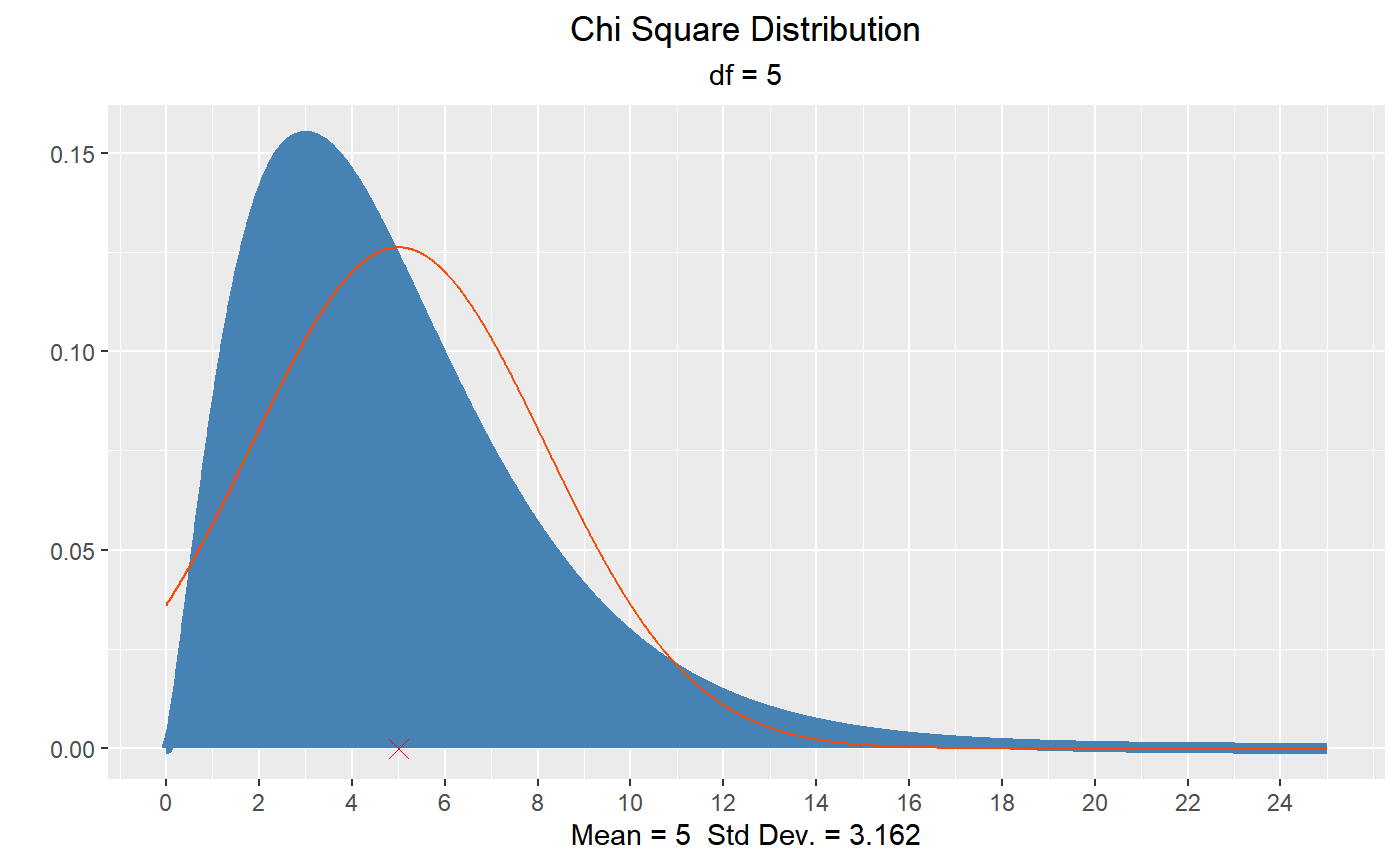 Chi Square Distribution
df = 5
0.15
0.10
0.05
0.00
0 2 4 6 8 10 12 14 16 18 20 22 24
Mean = 5  Std Dev. = 3.162